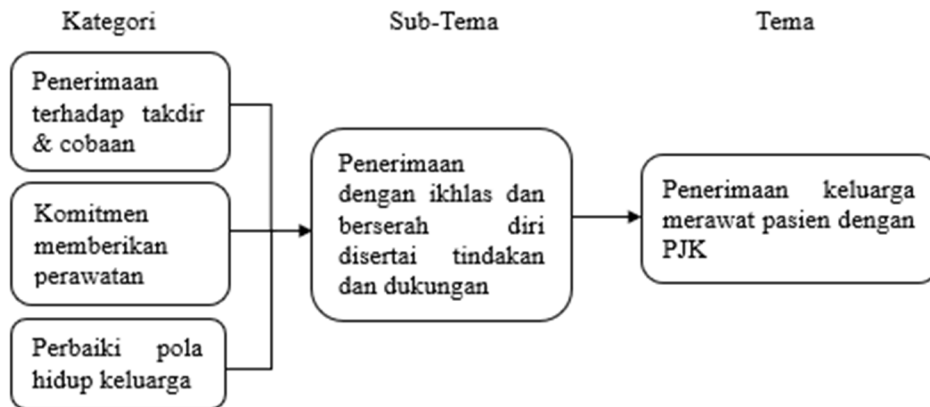 Kategori
Sub-Tema
Tema
Penerimaan
terhadap takdir
& cobaan
Komitmen
memberikan
perawatan
Perbaiki pola
hidup keluarga
Penerimaan
dengan ikhlas dan
berserah diri
disertai tindakan
dan dukungan
Penerimaan keluarga
merawat pasien dengan
PJK